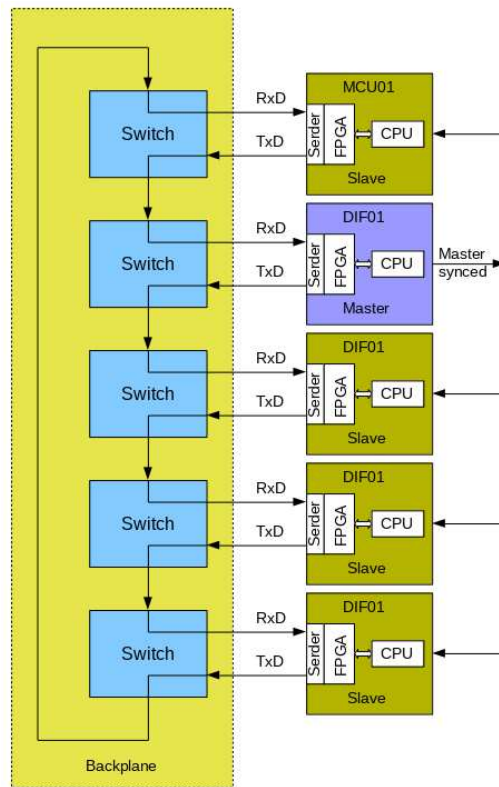 MCU01
RxD
Switch
Serder
FPGA
CPU
TxD
Slave
DIF01
RxD
Switch
Serder
FPGA
CPU
Master
synced
TxD
Master
DIF01
RxD
Switch
Serder
FPGA
CPU
TxD
Slave
DIF01
RxD
Switch
Serder
FPGA
CPU
TxD
Slave
DIF01
RxD
Switch
Serder
FPGA
CPU
TxD
Slave
Backplane